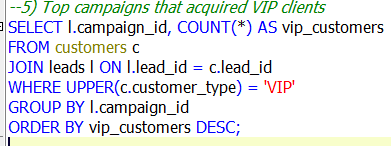 --5) Top campaigns that acquired VIP clients
SELECT l.campaign_id, COUNT(*) AS vip_customers
FROM customers c
JOIN leads l ON l.lead_id = c.lead_id
WHERE UPPER(c.customer_type) = 'VIP'
GROUP BY l.campaign_id
ORDER BY vip_customers DESC;